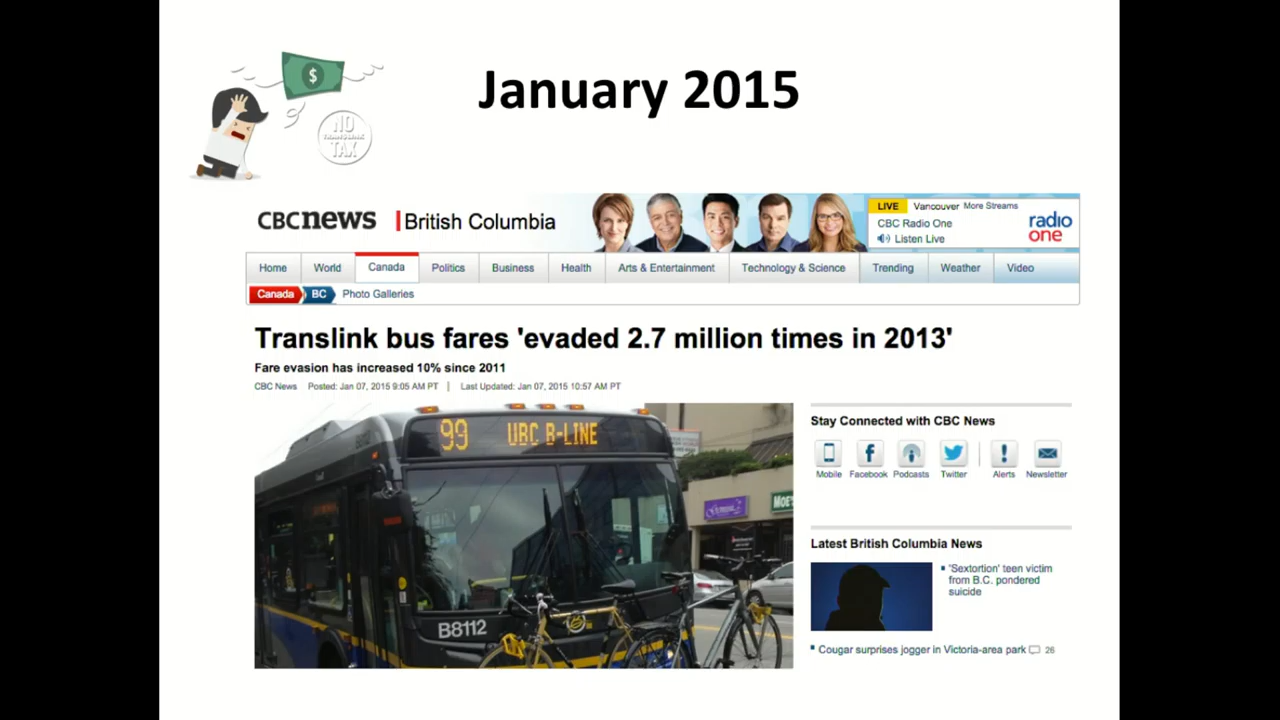 January 2015
$
NO
TRANSLINK
TAX
CBCnews
British Columbia
LIVE Vancouver More Streams
CBC Radio One
Listen Live
radio
one
Home World Canada Politics Business Health Arts & Entertainment Technology & Science Trending Weather Video
Canada BC Photo Galleries
Translink bus fares 'evaded 2.7 million times in 2013'
Fare evasion has increased 10% since 2011
CBC News Posted: Jan 07, 2015 9:05 AM PT | Last Updated: Jan 07, 2015 10:57 AM PT
99 UBC B-LINE
MOE'S
B8112
Stay Connected with CBC News
Mobile Facebook Podcasts Twitter Alerts Newsletter
Latest British Columbia News
'Sextortion' teen victim
from B.C. pondered
suicide
Cougar surprises jogger in Victoria-area park 26